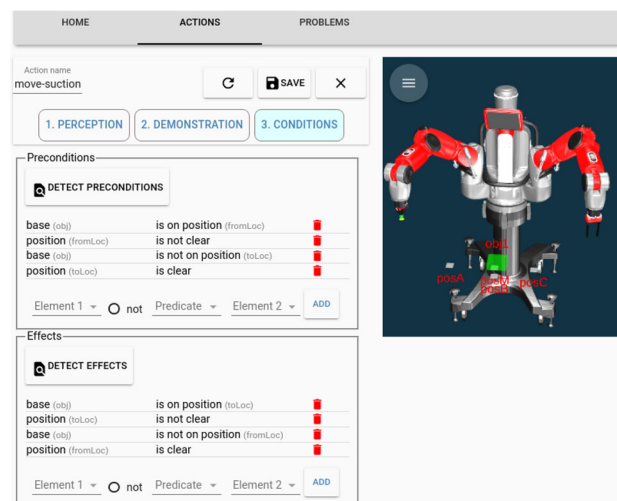 HOME ACTIONS PROBLEMS
Action name
move-suction
SAVE
1. PERCEPTION 2. DEMONSTRATION 3. CONDITIONS
Preconditions
DETECT PRECONDITIONS
base (obj) is on position (fromLoc)
position (fromLoc) is not clear
base (obj) is not on position (toLoc)
position (toLoc) is clear
Element 1 not Predicate Element 2 ADD
Effects
DETECT EFFECTS
base (obj) is on position (toLoc)
position (toLoc) is not clear
base (obj) is not on position (fromLoc)
position (fromLoc) is clear
Element 1 not Predicate Element 2 ADD
obj1
posA
posC